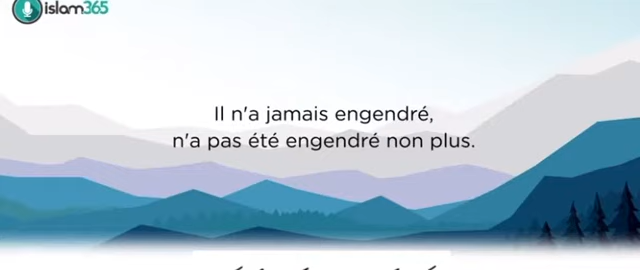 islam365
Il n'a jamais engendré,
n'a pas été engendré non plus.